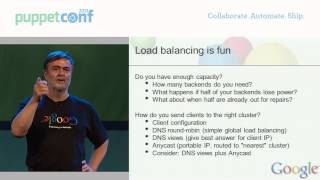 puppetconf
Collaborate. Automate. Ship.
Load balancing is fun
Do you have enough capacity?
• How many backends do you need?
• What happens if half of your backends lose power?
• What about when half are already out for repairs?
How do you send clients to the right cluster?
• Client configuration
• DNS round-robin (simple global load balancing)
• DNS views (give best answer for client IP)
• Anycast (portable IP, routed to "nearest" cluster)
• Consider: DNS views plus Anycast
Google
Google